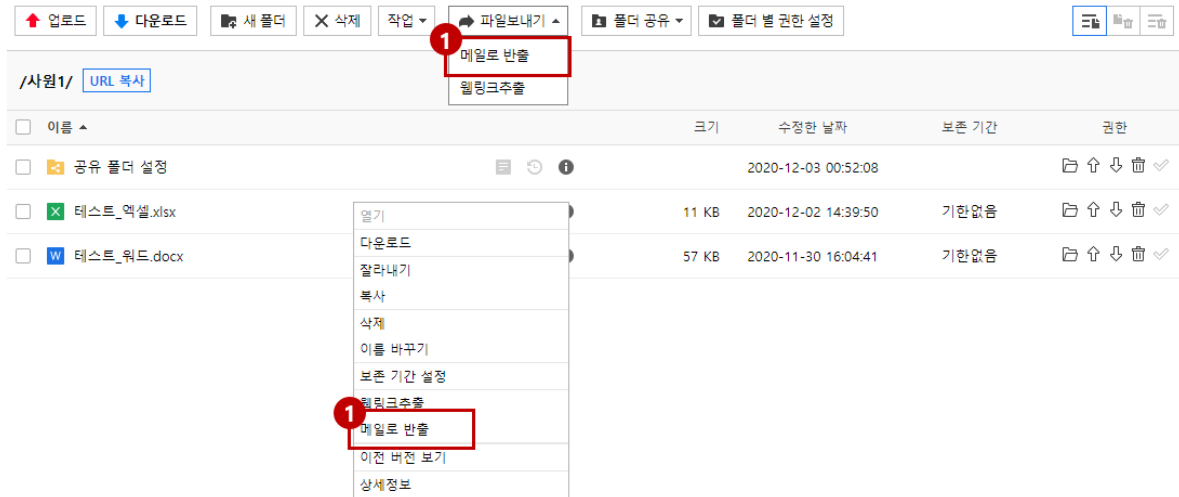 업로드 다운로드 새 폴더 삭제 작업 파일보내기 폴더 공유 폴더 별 권한 설정
1
메일로 반출
웹링크추출
/사원1/ URL 복사
이름 크기 수정한 날짜 보존 기간 권한
공유 폴더 설정 2020-12-03 00:52:08
테스트_엑셀.xlsx 11 KB 2020-12-02 14:39:50 기한없음
테스트_워드.docx 57 KB 2020-11-30 16:04:41 기한없음
열기
다운로드
잘라내기
복사
삭제
이름 바꾸기
보존 기간 설정
웹링크추출
1
메일로 반출
이전 버전 보기
상세정보